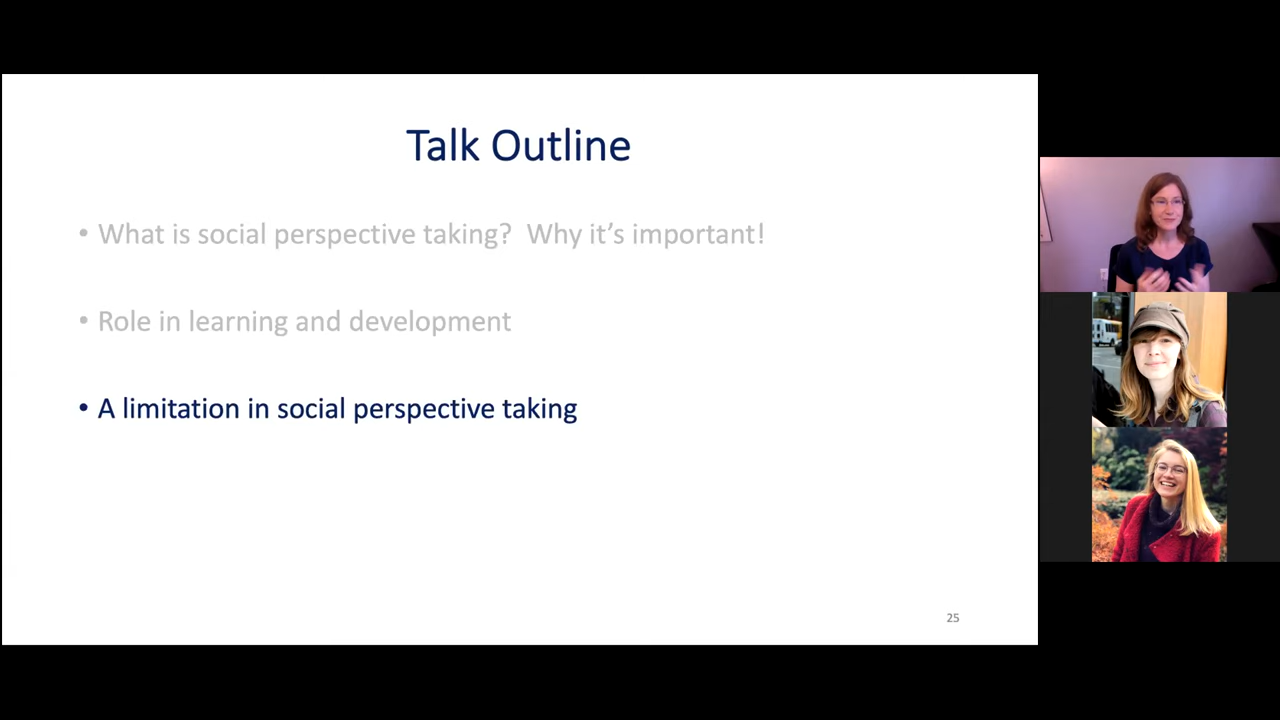 Talk Outline
• What is social perspective taking?  Why it’s important!
• Role in learning and development
• A limitation in social perspective taking
25